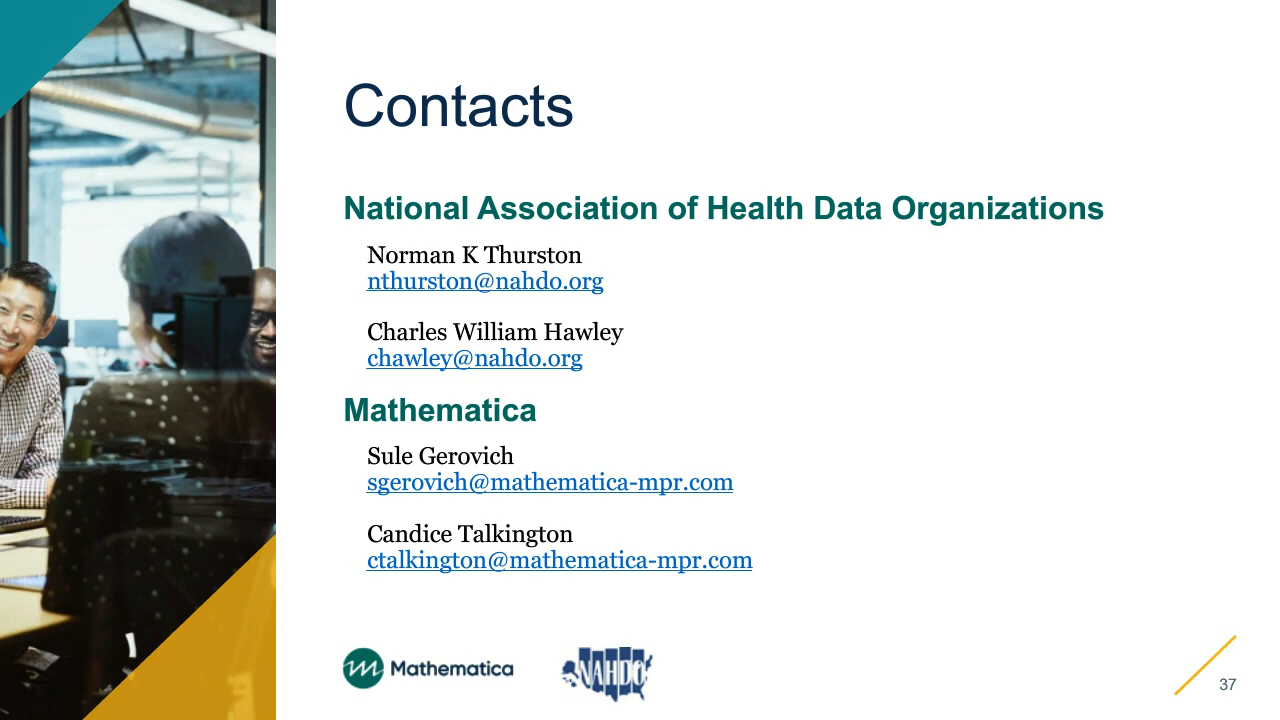 Contacts
National Association of Health Data Organizations
Norman K Thurston
nthurston@nahdo.org
Charles William Hawley
chawley@nahdo.org
Mathematica
Sule Gerovich
sgerovich@mathematica-mpr.com
Candice Talkington
ctalkington@mathematica-mpr.com
Mathematica
NAHDO
37